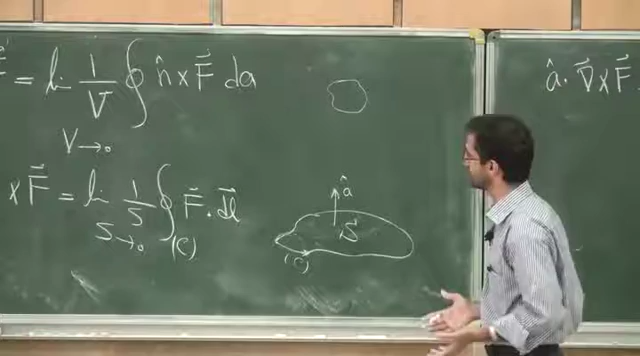 F⃗ = lim 1/V ∮ n̂ × F⃗ da
V→0
× F⃗ = lim 1/S ∮ F⃗ . dl⃗
S→0 (C)
â
S
(C)
â . ∇⃗ × F⃗